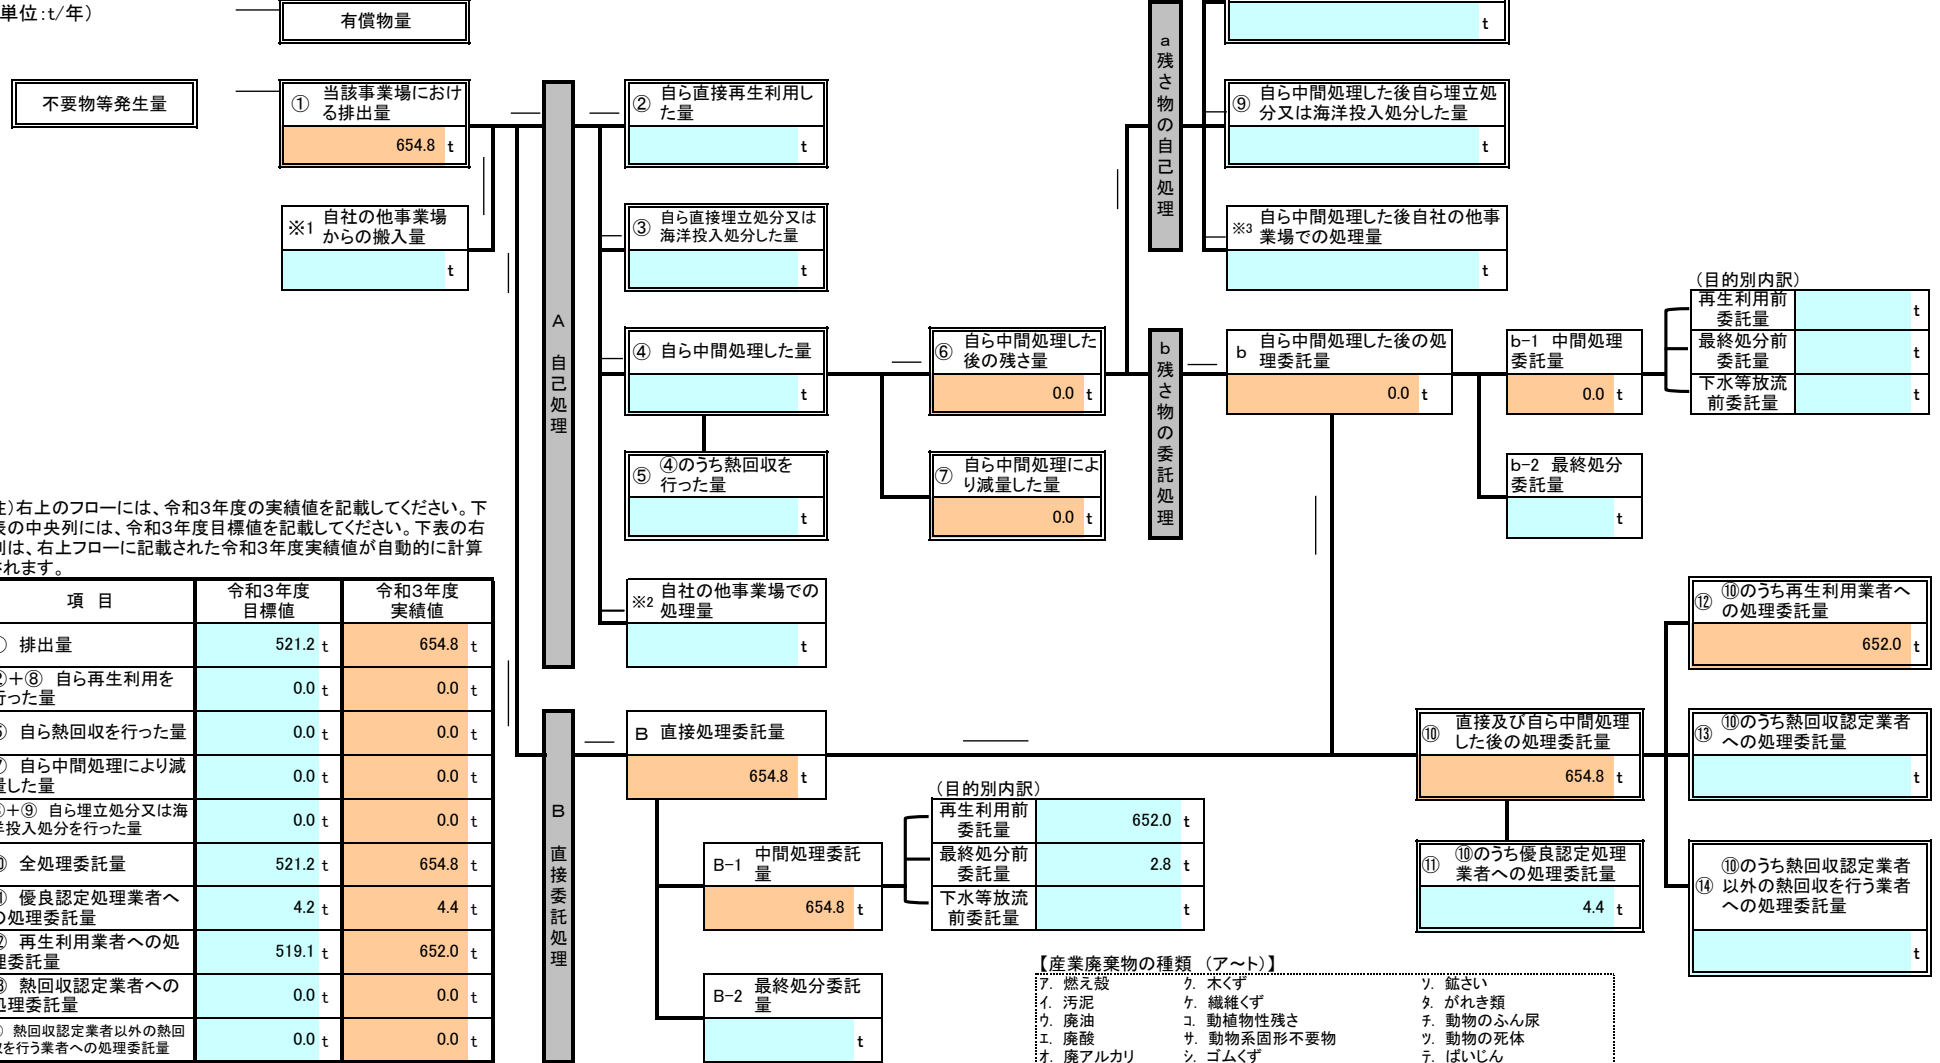 単位:t/年)
有償物量
不要物等発生量
① 当該事業場におけ
る排出量
654.8 t
※1 自社の他事業場
からの搬入量
t
A 自己処理
② 自ら直接再生利用し
た量
t
③ 自ら直接埋立処分又は
海洋投入処分した量
t
④ 自ら中間処理した量
t
⑤ ④のうち熱回収を
行った量
t
※2 自社の他事業場での
処理量
t
⑥ 自ら中間処理した
後の残さ量
0.0 t
⑦ 自ら中間処理によ
り減量した量
0.0 t
a 残さ物の自己処理
t
⑨ 自ら中間処理した後自ら埋立処
分又は海洋投入処分した量
t
※3 自ら中間処理した後自社の他事
業場での処理量
t
b 残さ物の委託処理
b 自ら中間処理した後の処
理委託量
0.0 t
b-1 中間処理
委託量
0.0 t
(目的別内訳)
再生利用前
委託量
t
最終処分前
委託量
t
下水等放流
前委託量
t
b-2 最終処分
委託量
t
注)右上のフローには、令和3年度の実績値を記載してください。下
表の中央列には、令和3年度目標値を記載してください。下表の右
列は、右上フローに記載された令和3年度実績値が自動的に計算
されます。
項 目
令和3年度
目標値
令和3年度
実績値
① 排出量 521.2 t 654.8 t
②+⑧ 自ら再生利用を
行った量 0.0 t 0.0 t
⑤ 自ら熱回収を行った量 0.0 t 0.0 t
⑦ 自ら中間処理により減
量した量 0.0 t 0.0 t
③+⑨ 自ら埋立処分又は海
洋投入処分を行った量 0.0 t 0.0 t
⑩ 全処理委託量 521.2 t 654.8 t
⑪ 優良認定処理業者へ
の処理委託量 4.2 t 4.4 t
⑫ 再生利用業者への処
理委託量 519.1 t 652.0 t
⑬ 熱回収認定業者への
処理委託量 0.0 t 0.0 t
⑭ 熱回収認定業者以外の熱回
収を行う業者への処理委託量 0.0 t 0.0 t
B 直接委託処理
B 直接処理委託量
654.8 t
B-1 中間処理委託
量
654.8 t
(目的別内訳)
再生利用前
委託量
652.0 t
最終処分前
委託量
2.8 t
下水等放流
前委託量
t
B-2 最終処分委託
量
t
⑩ 直接及び自ら中間処理
した後の処理委託量
654.8 t
⑪ ⑩のうち優良認定処理
業者への処理委託量
4.4 t
⑫ ⑩のうち再生利用業者へ
の処理委託量
652.0 t
⑬ ⑩のうち熱回収認定業者
への処理委託量
t
⑭ ⑩のうち熱回収認定業者
以外の熱回収を行う業者
への処理委託量
t
【産業廃棄物の種類 (ア～ト)】
ア. 燃え殻 ク. 木くず ソ. 鉱さい
イ. 汚泥 ケ. 繊維くず タ. がれき類
ウ. 廃油 コ. 動植物性残さ チ. 動物のふん尿
エ. 廃酸 サ. 動物系固形不要物 ツ. 動物の死体
オ. 廃アルカリ シ. ゴムくず テ. ばいじん